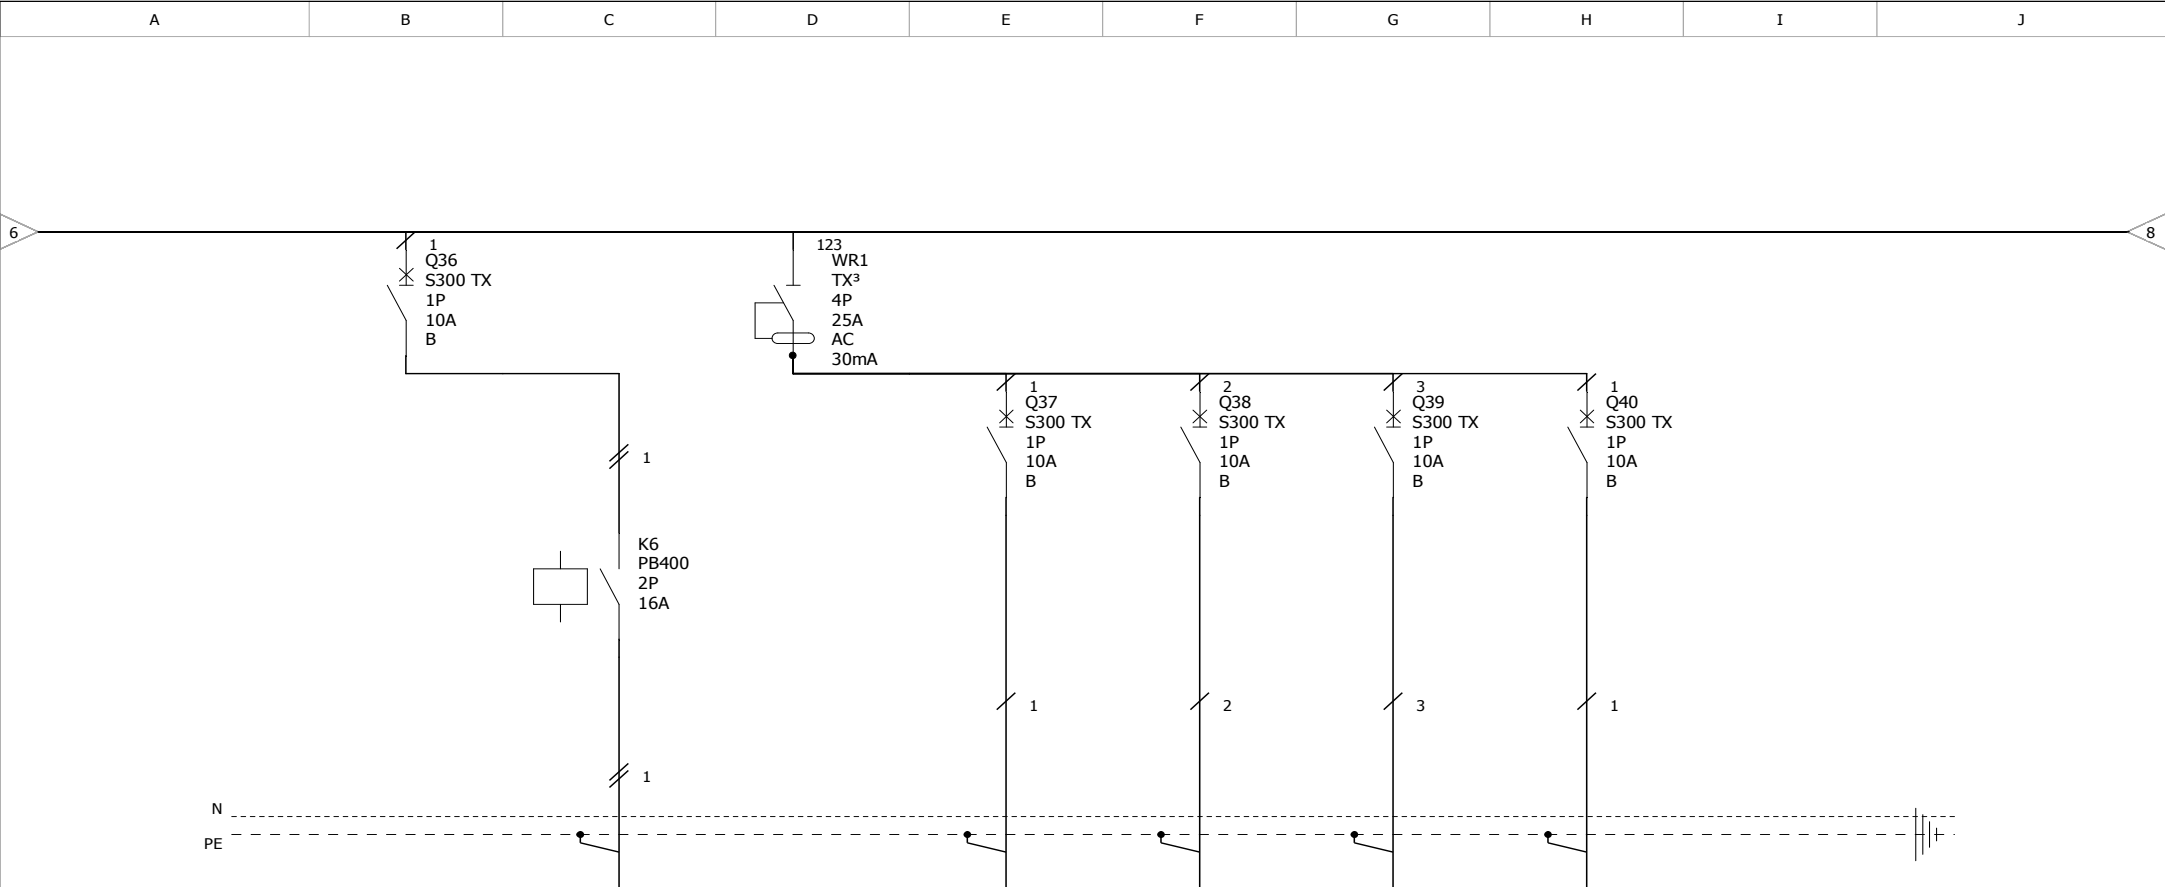 A B C D E F G H I J
6
8
1
Q36
S300 TX
1P
10A
B
123
WR1
TX³
4P
25A
AC
30mA
1
Q37
S300 TX
1P
10A
B
2
Q38
S300 TX
1P
10A
B
3
Q39
S300 TX
1P
10A
B
1
Q40
S300 TX
1P
10A
B
1
K6
PB400
2P
16A
1
2
3
1
1
N
PE